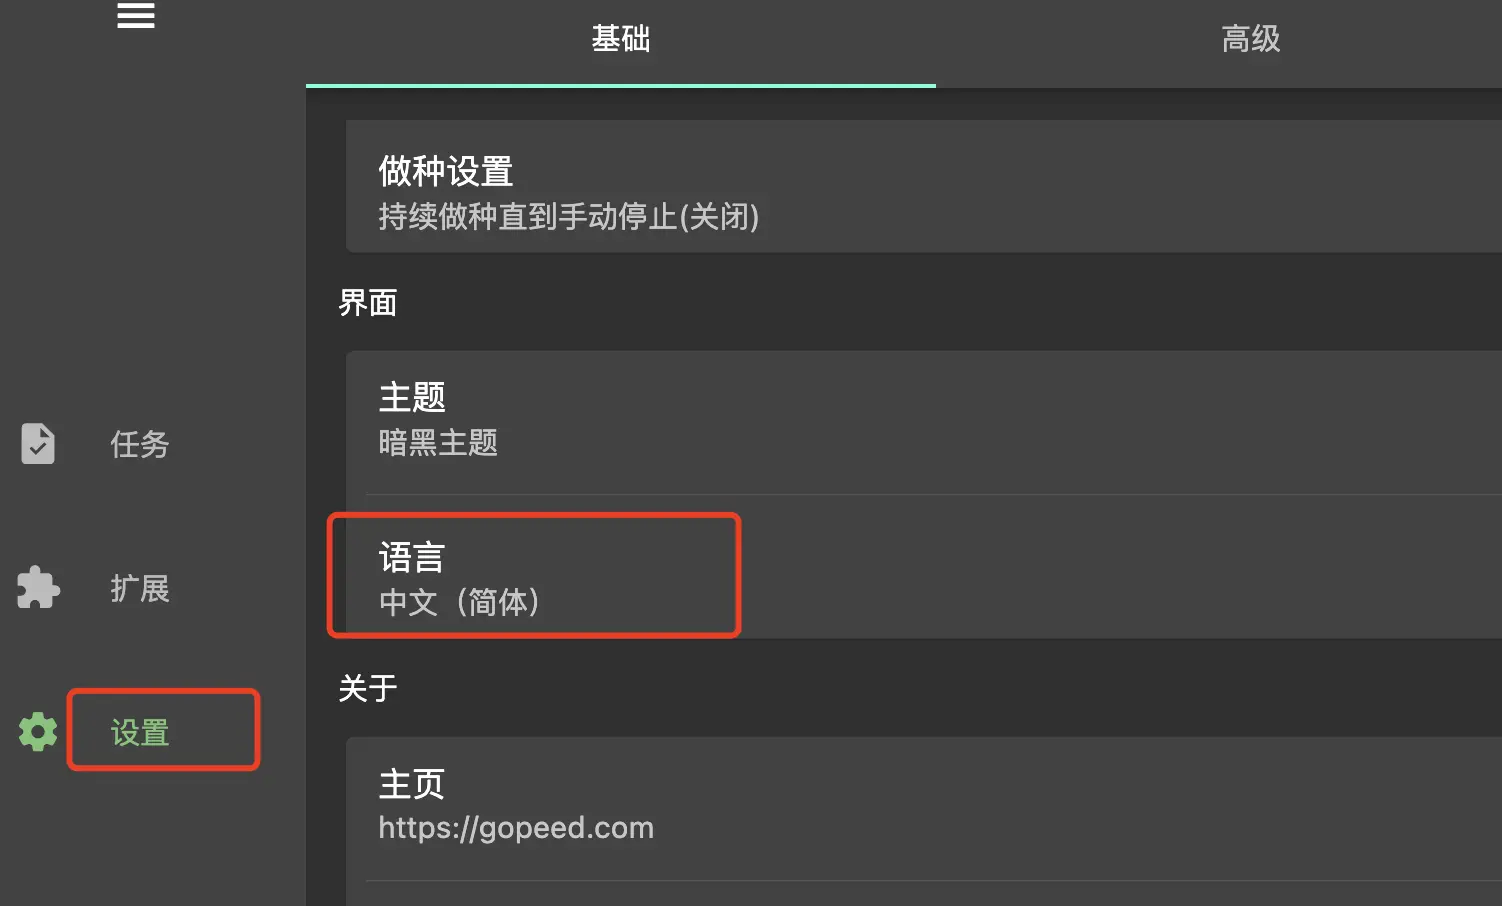 基础
高级
做种设置
持续做种直到手动停止(关闭)
界面
主题
暗黑主题
任务
语言
中文（简体）
扩展
关于
设置
主页
https://gopeed.com